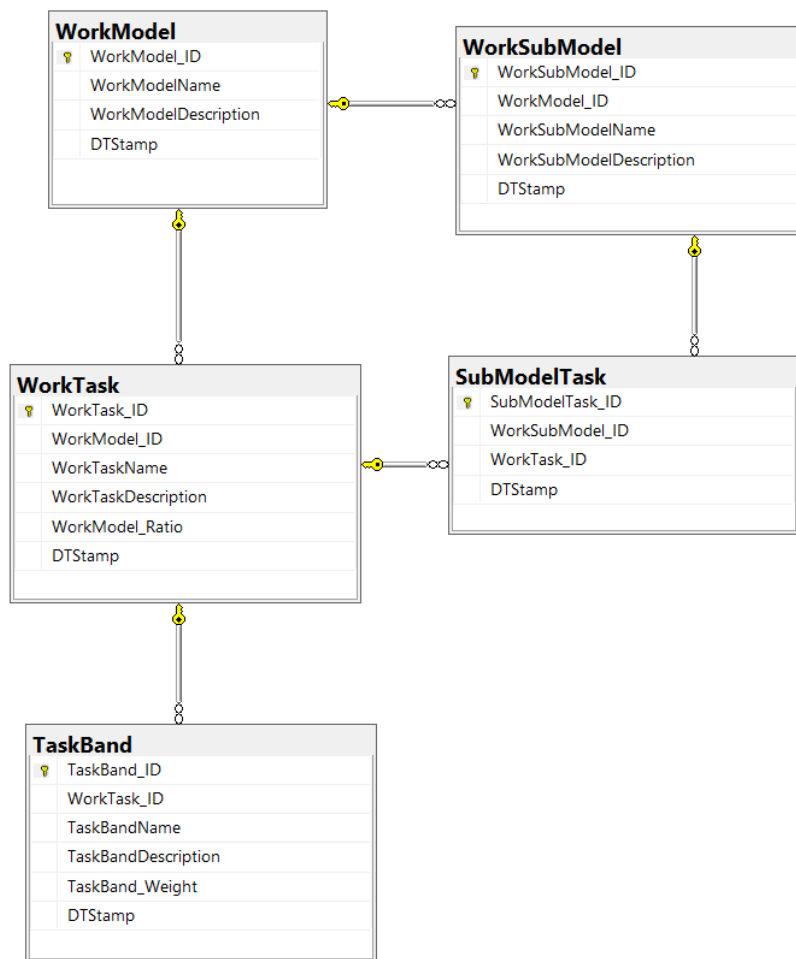 WorkModel
WorkModel_ID
WorkModelName
WorkModelDescription
DTStamp
WorkSubModel
WorkSubModel_ID
WorkModel_ID
WorkSubModelName
WorkSubModelDescription
DTStamp
WorkTask
WorkTask_ID
WorkModel_ID
WorkTaskName
WorkTaskDescription
WorkModel_Ratio
DTStamp
SubModelTask
SubModelTask_ID
WorkSubModel_ID
WorkTask_ID
DTStamp
TaskBand
TaskBand_ID
WorkTask_ID
TaskBandName
TaskBandDescription
TaskBand_Weight
DTStamp